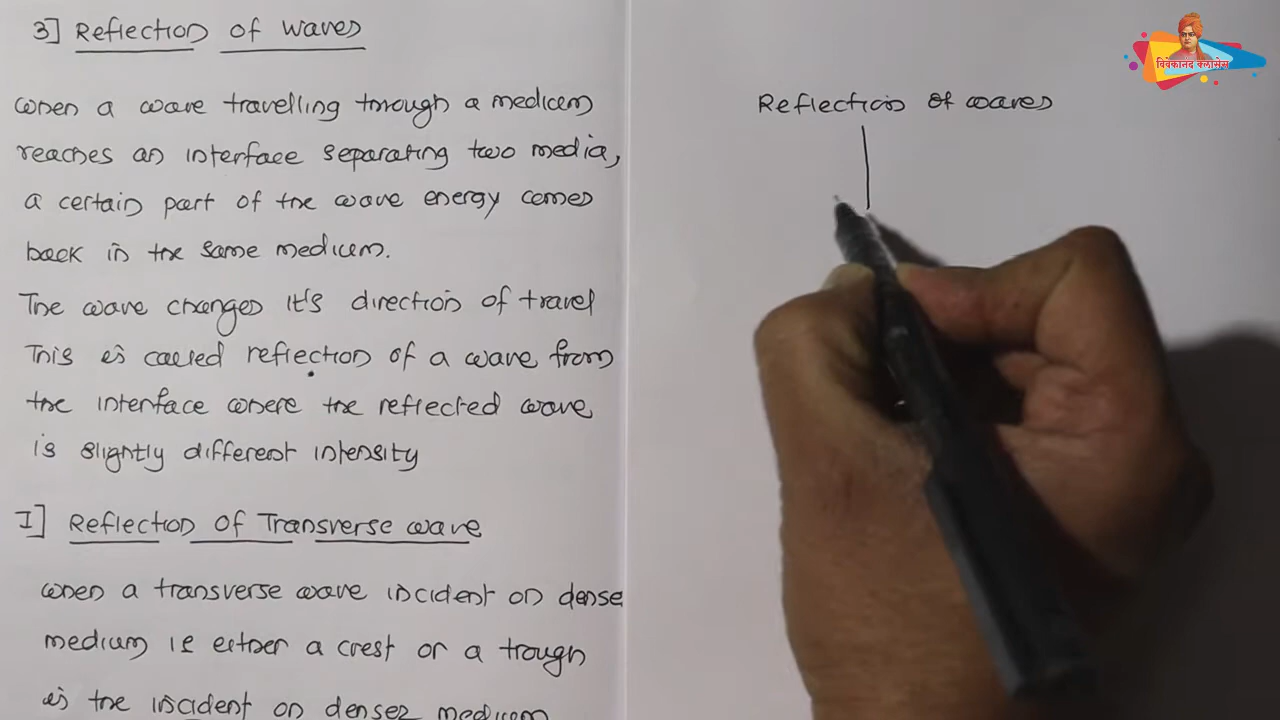 3] Reflection of waves
when a wave travelling through a medium
reaches an interface separating two media,
a certain part of the wave energy comes
back in the same medium.
The wave changes it's direction of travel
This is called reflection of a wave from
the interface where the reflected wave
is slightly different intensity
I] Reflection of Transverse wave
when a transverse wave incident on dense
medium is either a crest or a trough
is the incident on denser medium
Reflection of waves
विवेकानंद क्लासेस